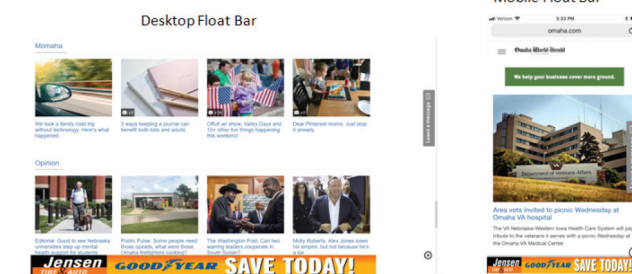 Desktop Float Bar
Momaha
We took a family road trip
without technology. Here's what
happened.
3 ways keeping a journal can
benefit both kids and adults
Offutt air show, Valley Days and
10+ other fun things happening
this weekend
Dear Pinterest moms: Just stop
it already
Leave a message
Opinion
Editorial: Good to see Nebraska
universities step up mental
health support for students
Public Pulse: Some people need
those opioids; what were those
Omaha firefighters cooking?
The Washington Post: Can two
warring leaders cooperate in
South Sudan?
Molly Roberts: Alex Jones loves
his empire, but not because he's
a liar
Jensen
TIRE & AUTO
GOODYEAR
SAVE TODAY!
Mobile Float Bar
Verizon
3:33 PM
omaha.com
Omaha World-Herald
We help your business cover more ground.
Department of Veterans Affairs
Area vets invited to picnic Wednesday at
Omaha VA hospital
The VA Nebraska-Western Iowa Health Care System will pay
tribute to the veterans it serves with a picnic Wednesday at
the Omaha VA Medical Center.
Jensen
TIRE & AUTO
GOODYEAR
SAVE TODAY!